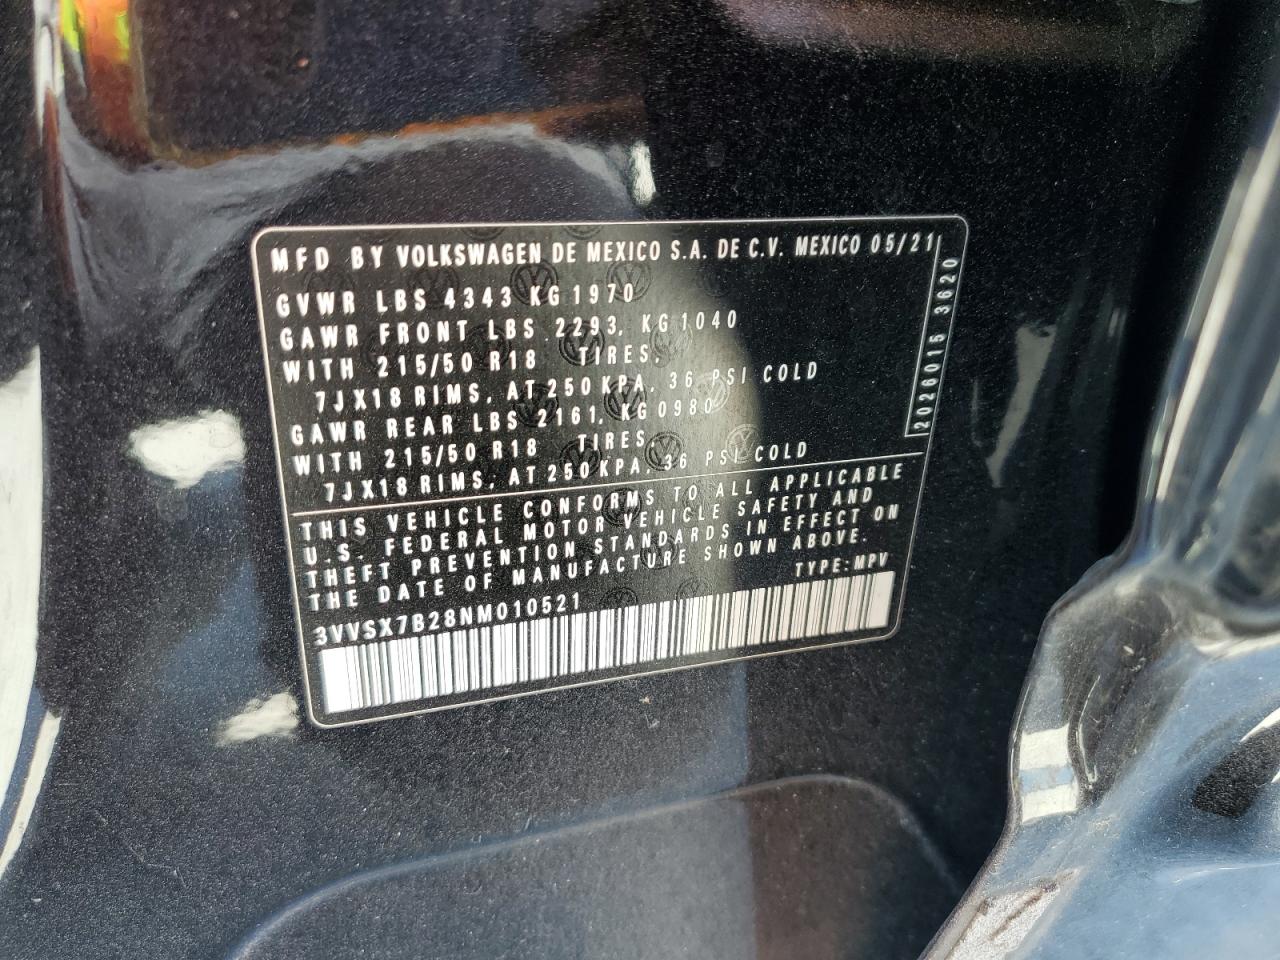 MFD BY VOLKSWAGEN DE MEXICO S.A. DE C.V. MEXICO 05/21
GVWR LBS 4343 KG 1970
GAWR FRONT LBS 2293, KG 1040
WITH 215/50 R18 TIRES,
7JX18 RIMS, AT 250 KPA, 36 PSI COLD
GAWR REAR LBS 2161, KG 0980
WITH 215/50 R18 TIRES,
7JX18 RIMS, AT 250 KPA, 36 PSI COLD
2026015 3620
THIS VEHICLE CONFORMS TO ALL APPLICABLE
U.S. FEDERAL MOTOR VEHICLE SAFETY AND
THEFT PREVENTION STANDARDS IN EFFECT ON
THE DATE OF MANUFACTURE SHOWN ABOVE.
TYPE:MPV
3VVSX7B28NM010521